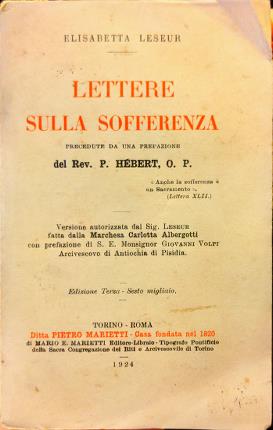 ELISABETTA LESEUR
LETTERE
SULLA SOFFERENZA
PRECEDUTE DA UNA PREFAZIONE
del Rev. P. HÉBERT, O. P.
« Anche la sofferenza è
un Sacramento ».
(Lettera XLII.)
Versione autorizzata dal Sig. LESEUR
fatta dalla Marchesa Carlotta Albergotti
con prefazione di S. E. Monsignor GIOVANNI VOLPI
Arcivescovo di Antiochia di Pisidia.
Edizione Terza - Sesto migliaio.
TORINO - ROMA
Ditta PIETRO MARIETTI - Casa fondata nel 1820
di MARIO E. MARIETTI Editore-Libraio - Tipografo Pontificio
della Sacra Congregazione dei Riti e Arcivescovile di Torino
1924